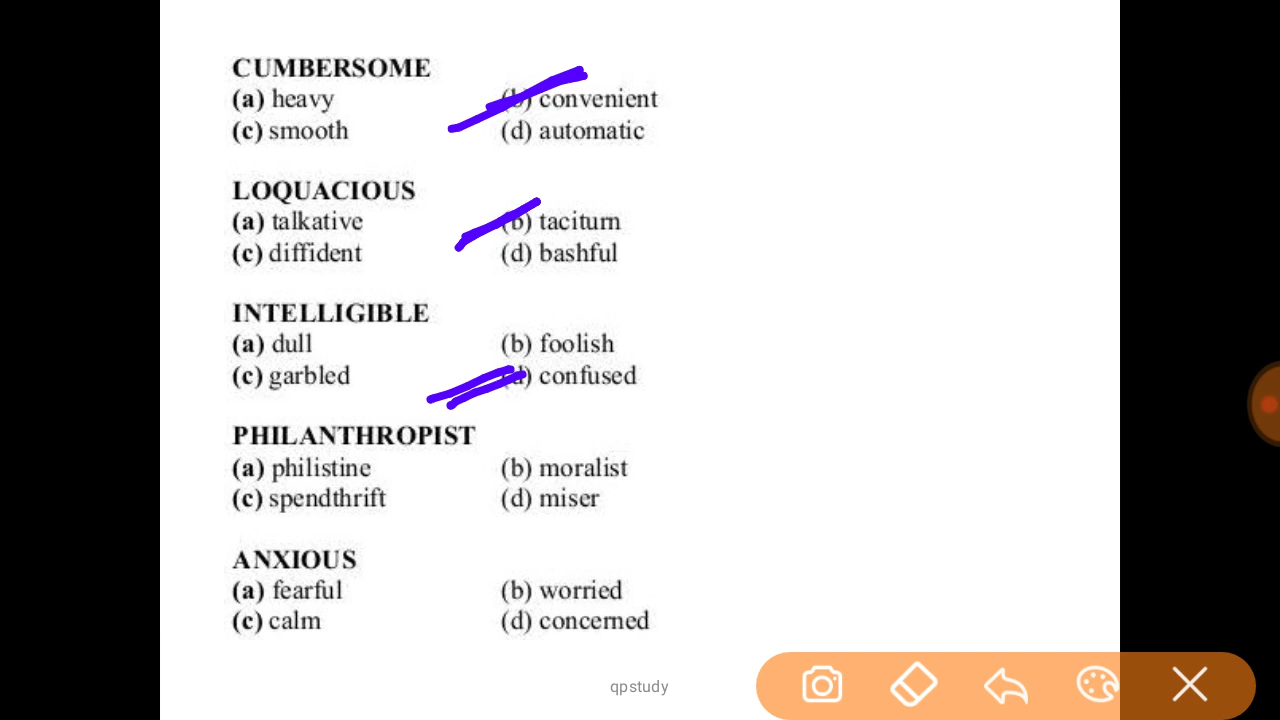 CUMBERSOME
(a) heavy (b) convenient
(c) smooth (d) automatic
LOQUACIOUS
(a) talkative (b) taciturn
(c) diffident (d) bashful
INTELLIGIBLE
(a) dull (b) foolish
(c) garbled (d) confused
PHILANTHROPIST
(a) philistine (b) moralist
(c) spendthrift (d) miser
ANXIOUS
(a) fearful (b) worried
(c) calm (d) concerned
qpstudy